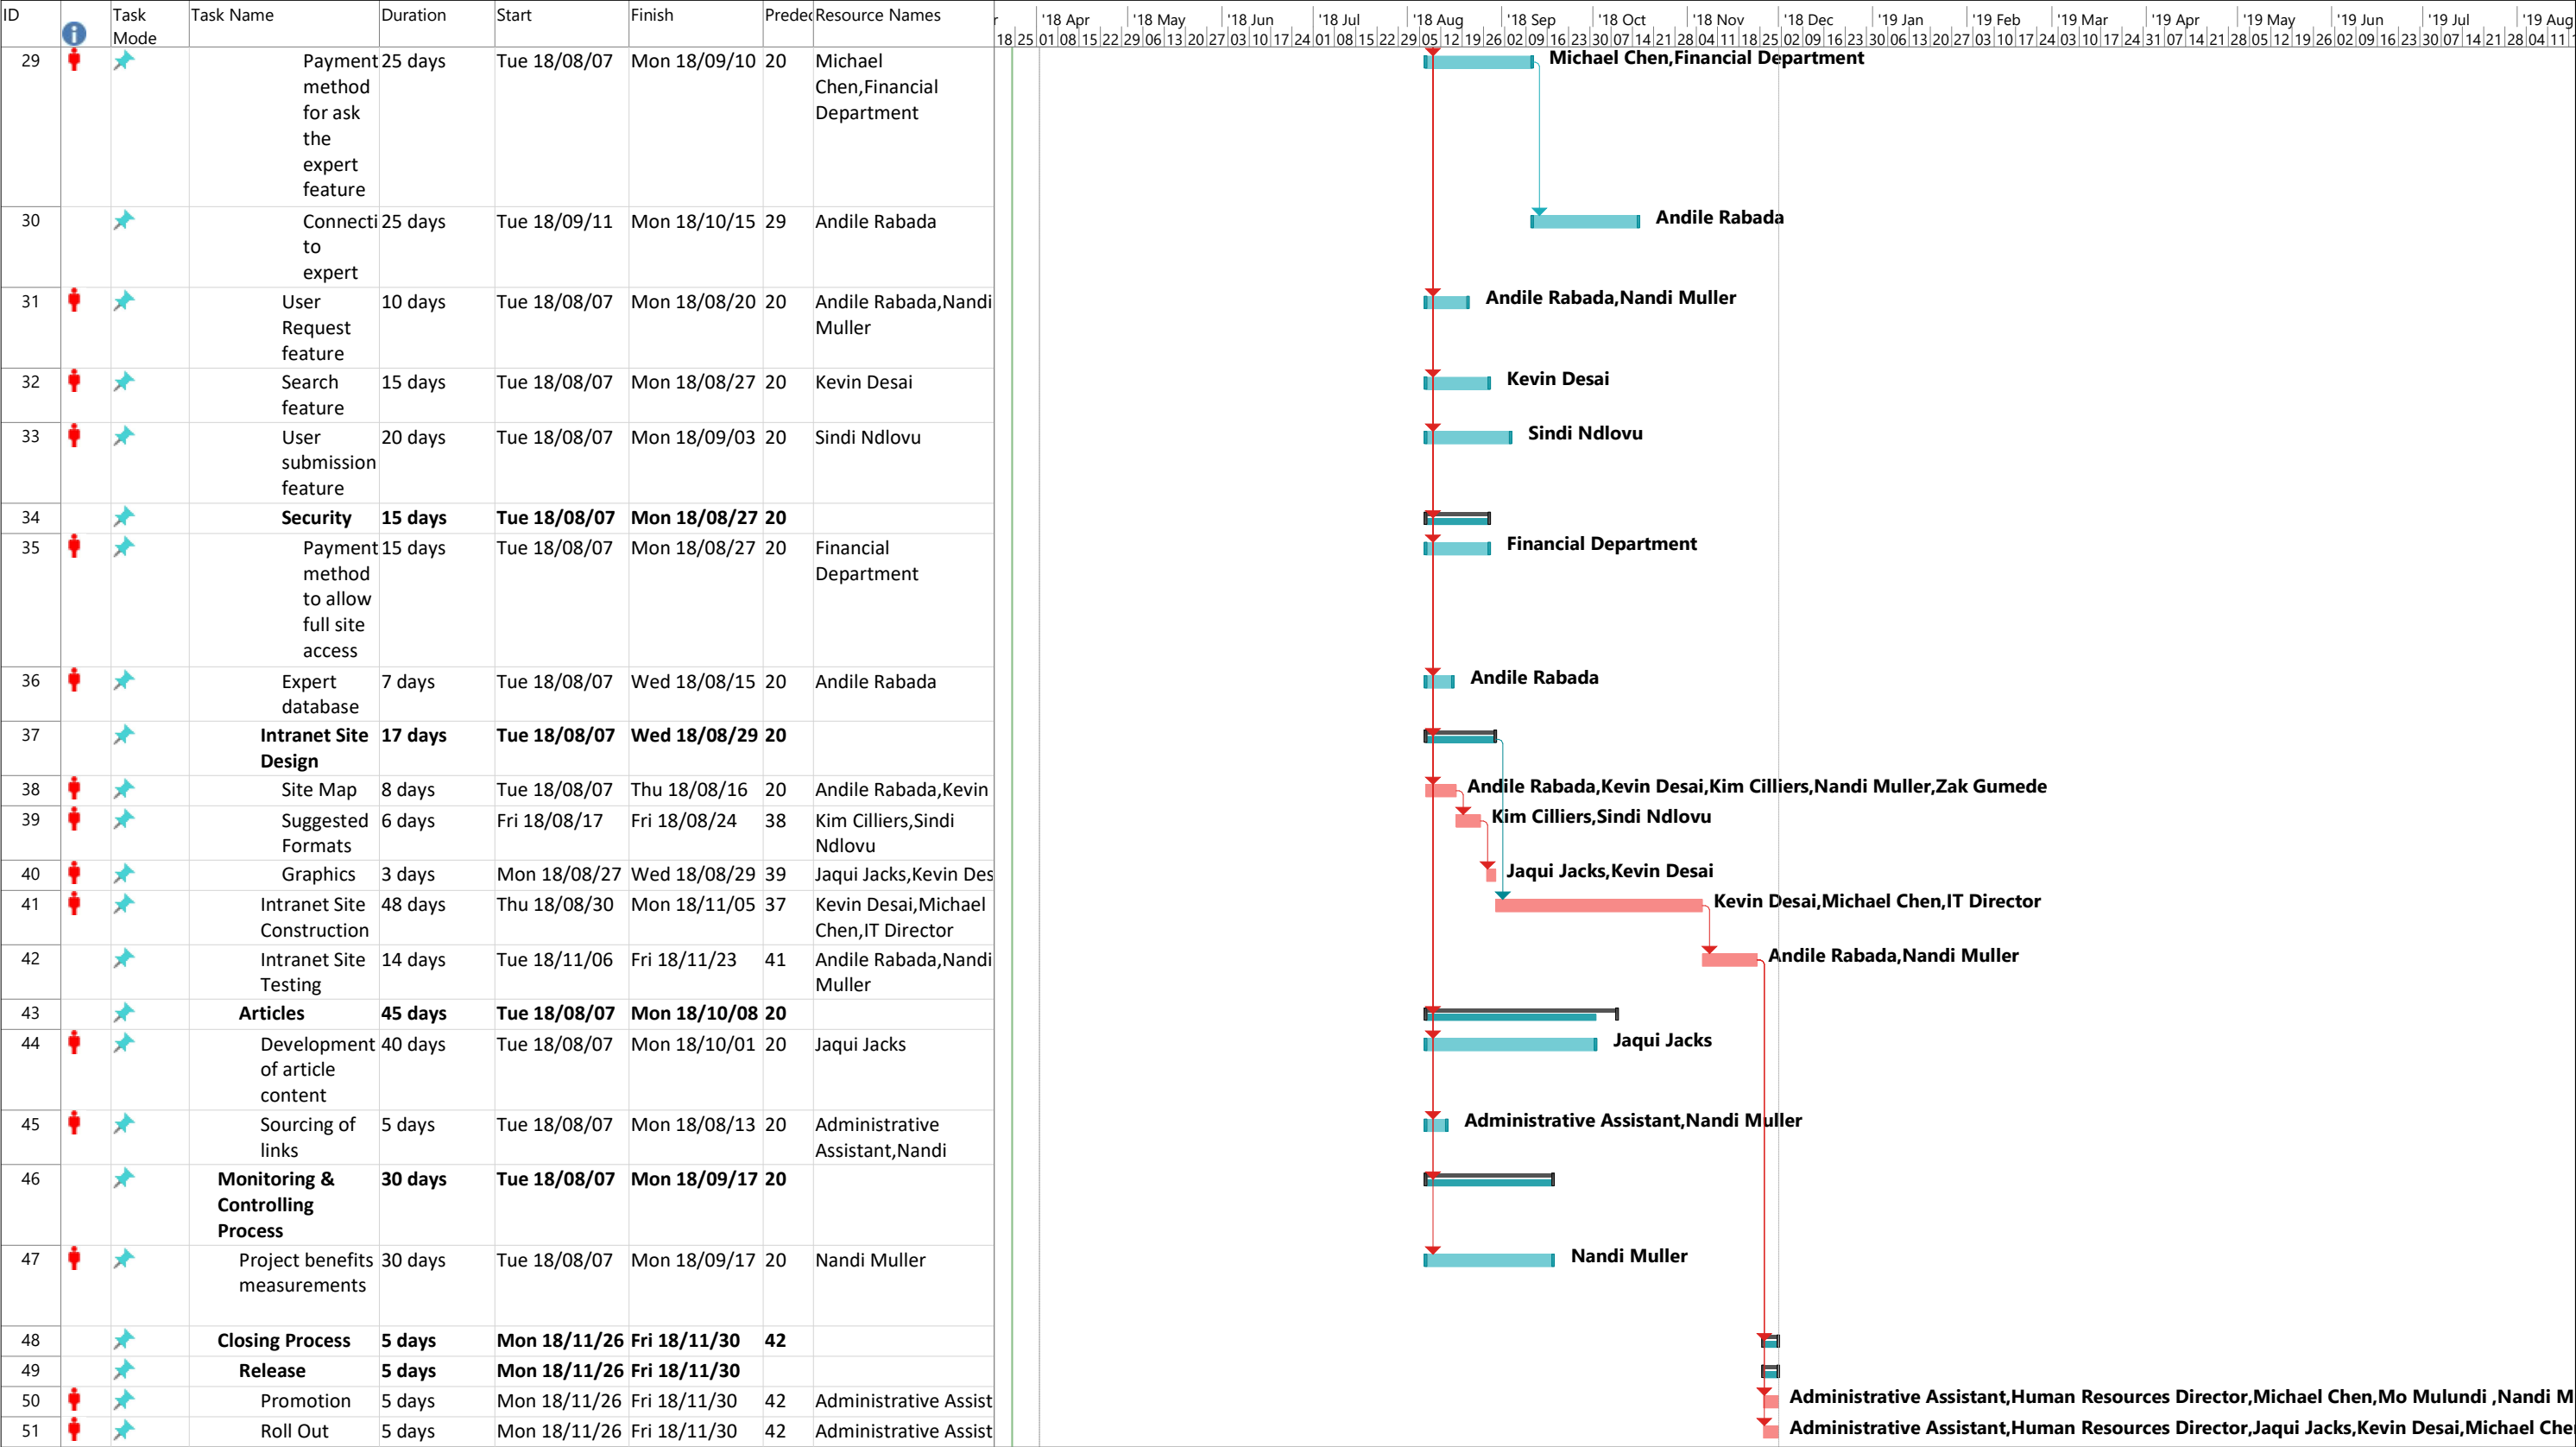 ID Task Mode Task Name Duration Start Finish Predec Resource Names
r '18 Apr '18 May '18 Jun '18 Jul '18 Aug '18 Sep '18 Oct '18 Nov '18 Dec '19 Jan '19 Feb '19 Mar '19 Apr '19 May '19 Jun '19 Jul '19 Aug
18 25 01 08 15 22 29 06 13 20 27 03 10 17 24 01 08 15 22 29 05 12 19 26 02 09 16 23 30 07 14 21 28 04 11 18 25 02 09 16 23 30 06 13 20 27 03 10 17 24 03 10 17 24 31 07 14 21 28 05 12 19 26 02 09 16 23 30 07 14 21 28 04 11
29 Payment 25 days Tue 18/08/07 Mon 18/09/10 20 Michael Michael Chen,Financial Department
method Chen,Financial
for ask Department
the
expert
feature
30 Connecti 25 days Tue 18/09/11 Mon 18/10/15 29 Andile Rabada Andile Rabada
to
expert
31 User 10 days Tue 18/08/07 Mon 18/08/20 20 Andile Rabada,Nandi Andile Rabada,Nandi Muller
Request Muller
feature
32 Search 15 days Tue 18/08/07 Mon 18/08/27 20 Kevin Desai Kevin Desai
feature
33 User 20 days Tue 18/08/07 Mon 18/09/03 20 Sindi Ndlovu Sindi Ndlovu
submission
feature
34 Security 15 days Tue 18/08/07 Mon 18/08/27 20
35 Payment 15 days Tue 18/08/07 Mon 18/08/27 20 Financial Financial Department
method Department
to allow
full site
access
36 Expert 7 days Tue 18/08/07 Wed 18/08/15 20 Andile Rabada Andile Rabada
database
37 Intranet Site 17 days Tue 18/08/07 Wed 18/08/29 20
Design
38 Site Map 8 days Tue 18/08/07 Thu 18/08/16 20 Andile Rabada,Kevin Andile Rabada,Kevin Desai,Kim Cilliers,Nandi Muller,Zak Gumede
39 Suggested 6 days Fri 18/08/17 Fri 18/08/24 38 Kim Cilliers,Sindi Kim Cilliers,Sindi Ndlovu
Formats Ndlovu
40 Graphics 3 days Mon 18/08/27 Wed 18/08/29 39 Jaqui Jacks,Kevin Des Jaqui Jacks,Kevin Desai
41 Intranet Site 48 days Thu 18/08/30 Mon 18/11/05 37 Kevin Desai,Michael Kevin Desai,Michael Chen,IT Director
Construction Chen,IT Director
42 Intranet Site 14 days Tue 18/11/06 Fri 18/11/23 41 Andile Rabada,Nandi Andile Rabada,Nandi Muller
Testing Muller
43 Articles 45 days Tue 18/08/07 Mon 18/10/08 20
44 Development 40 days Tue 18/08/07 Mon 18/10/01 20 Jaqui Jacks Jaqui Jacks
of article
content
45 Sourcing of 5 days Tue 18/08/07 Mon 18/08/13 20 Administrative Administrative Assistant,Nandi Muller
links Assistant,Nandi
46 Monitoring & 30 days Tue 18/08/07 Mon 18/09/17 20
Controlling
Process
47 Project benefits 30 days Tue 18/08/07 Mon 18/09/17 20 Nandi Muller Nandi Muller
measurements
48 Closing Process 5 days Mon 18/11/26 Fri 18/11/30 42
49 Release 5 days Mon 18/11/26 Fri 18/11/30
50 Promotion 5 days Mon 18/11/26 Fri 18/11/30 42 Administrative Assist Administrative Assistant,Human Resources Director,Michael Chen,Mo Mulundi ,Nandi M
51 Roll Out 5 days Mon 18/11/26 Fri 18/11/30 42 Administrative Assist Administrative Assistant,Human Resources Director,Jaqui Jacks,Kevin Desai,Michael Che